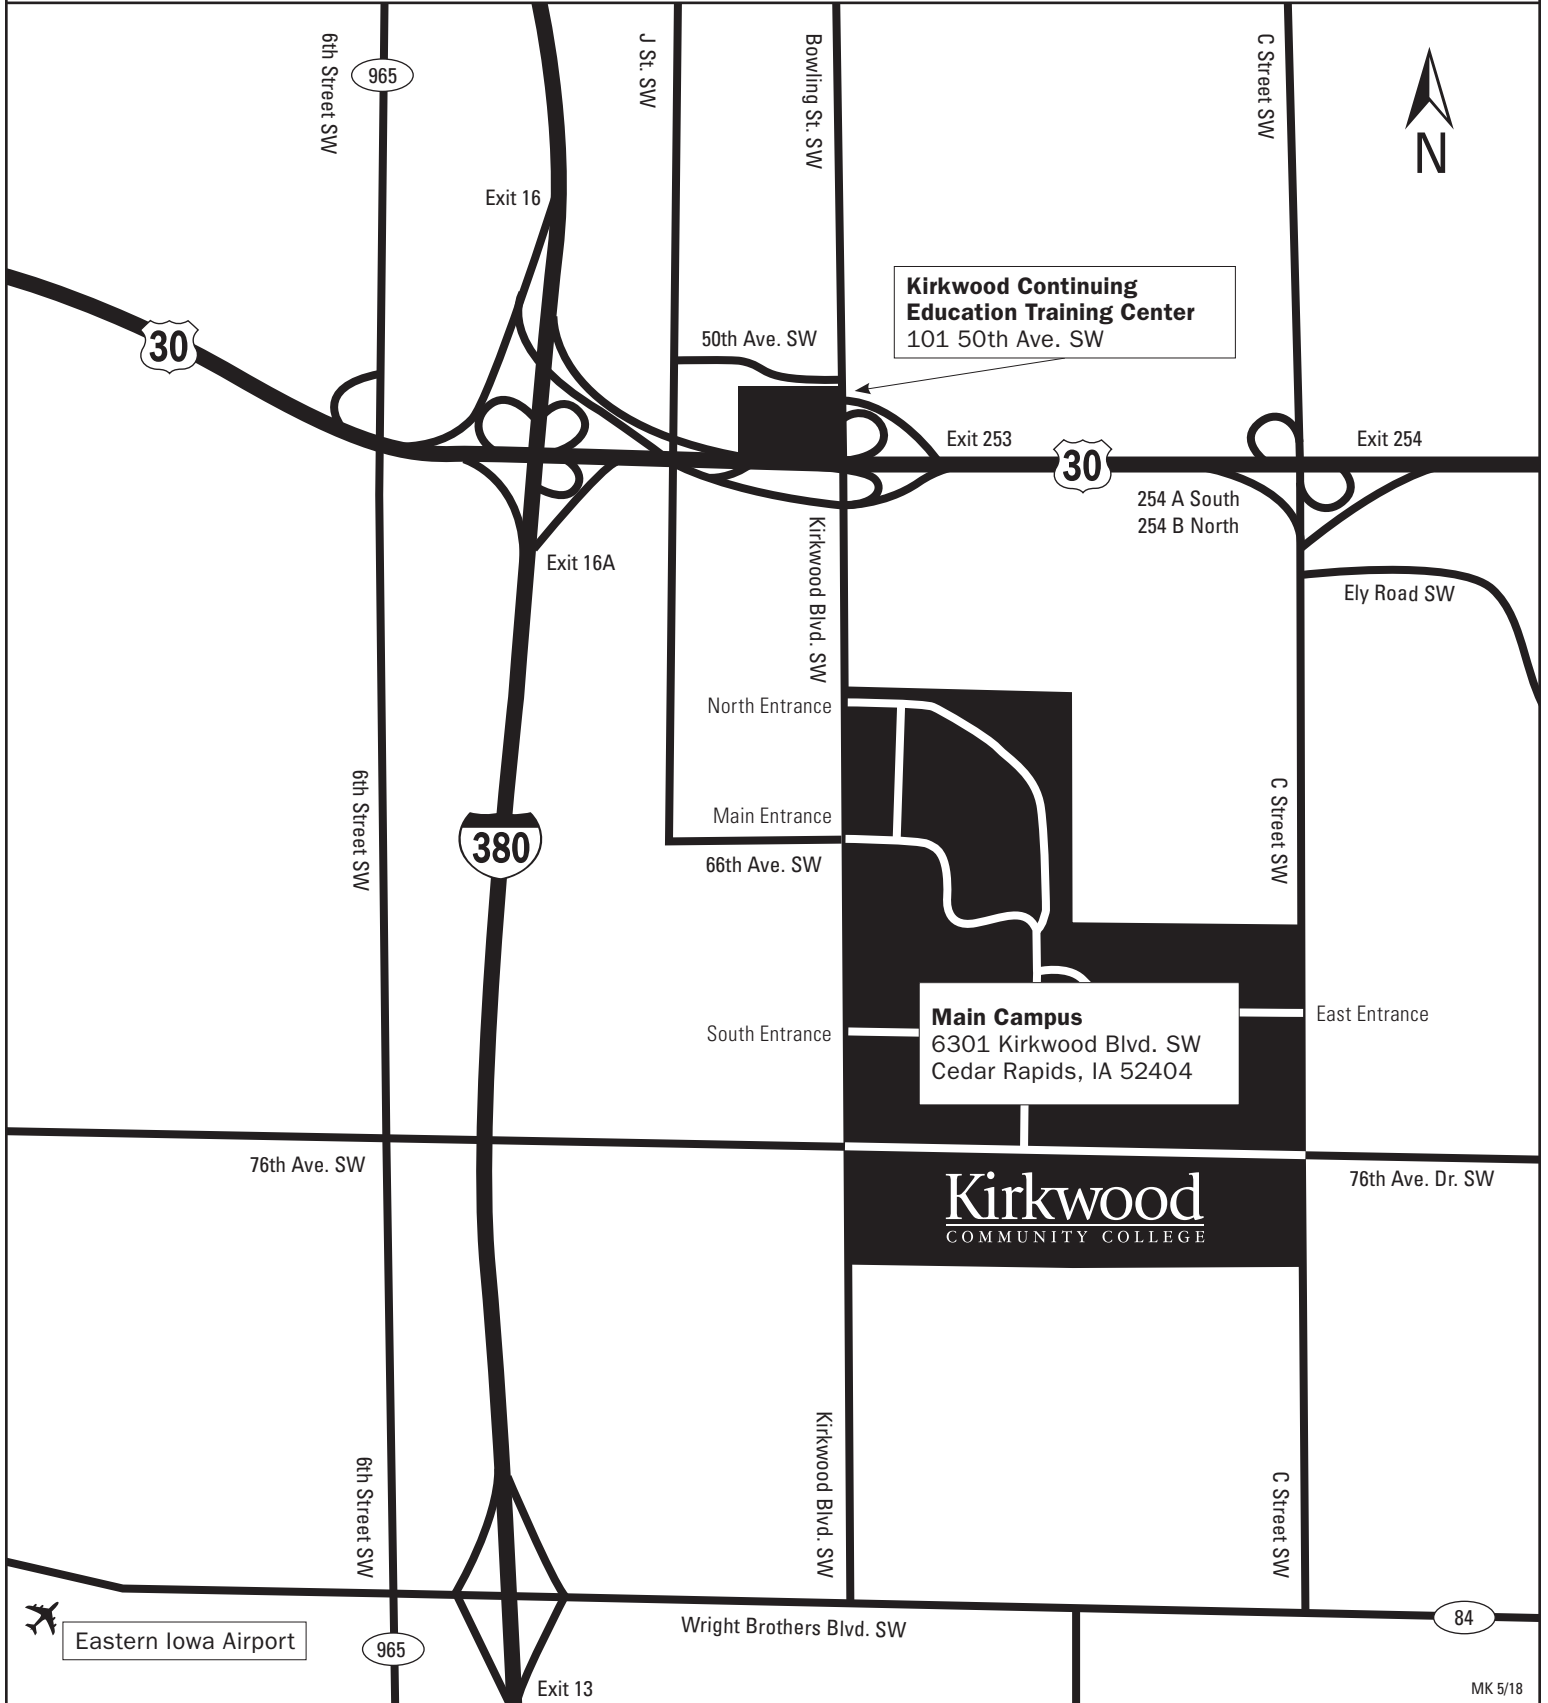 6th Street SW
965
J St. SW
Bowling St. SW
C Street SW
N
Exit 16
Kirkwood Continuing
Education Training Center
101 50th Ave. SW
30
50th Ave. SW
Exit 253
30
Exit 254
254 A South
254 B North
Exit 16A
Kirkwood Blvd. SW
Ely Road SW
North Entrance
6th Street SW
380
Main Entrance
66th Ave. SW
C Street SW
South Entrance
Main Campus
6301 Kirkwood Blvd. SW
Cedar Rapids, IA 52404
East Entrance
76th Ave. SW
76th Ave. Dr. SW
Kirkwood
COMMUNITY COLLEGE
6th Street SW
Kirkwood Blvd. SW
C Street SW
Eastern Iowa Airport
965
Wright Brothers Blvd. SW
84
Exit 13
MK 5/18